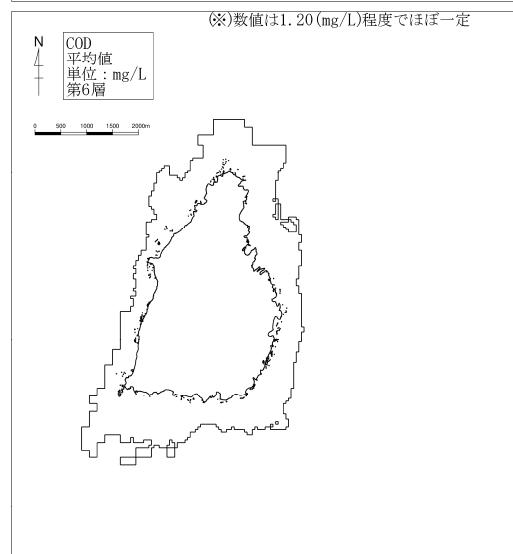 (※)数値は1.20(mg/L)程度でほぼ一定
N
COD
平均値
単位：mg/L
第6層
0 500 1000 1500 2000m